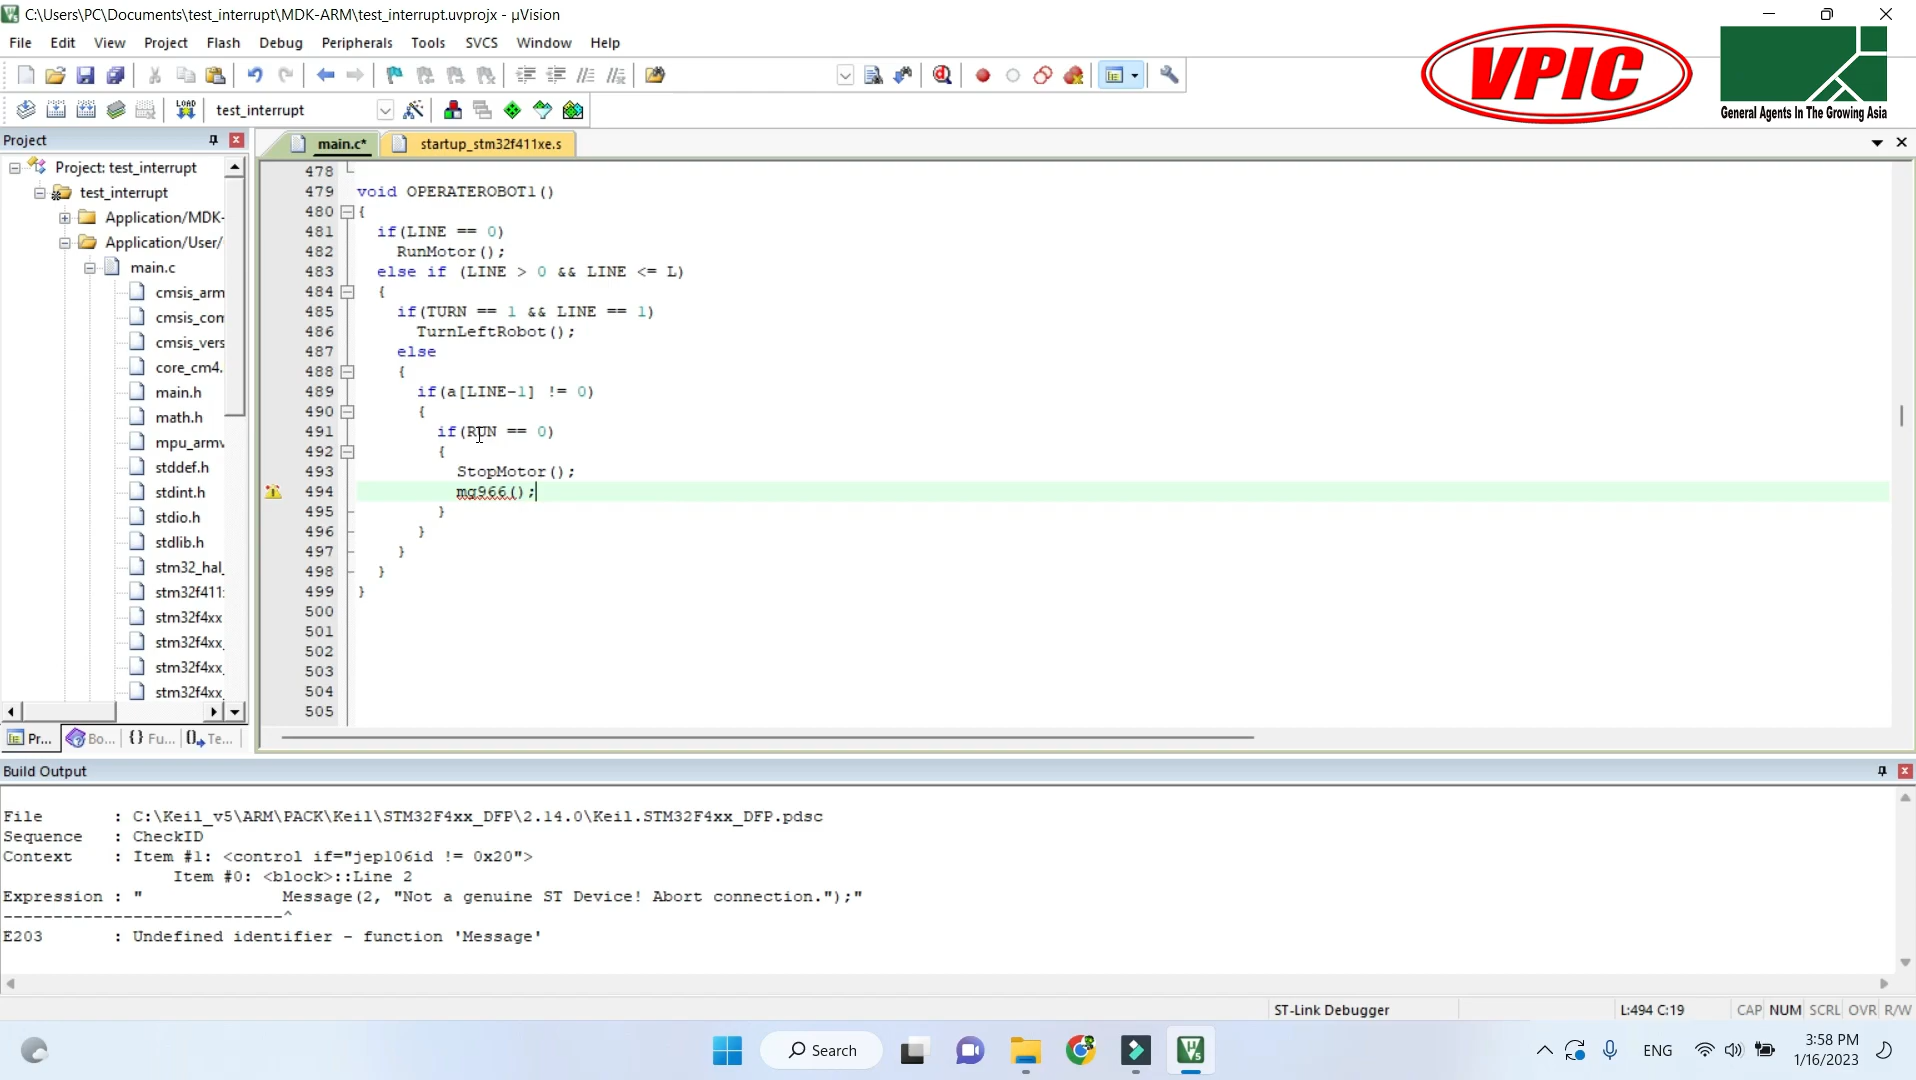 C:\Users\PC\Documents\test_interrupt\MDK-ARM\test_interrupt.uvprojx - µVision
File Edit View Project Flash Debug Peripherals Tools SVCS Window Help
VPIC
General Agents In The Growing Asia
LOAD
test_interrupt
Project
main.c*
startup_stm32f411xe.s
Project: test_interrupt
test_interrupt
Application/MDK-
Application/User/
main.c
cmsis_arm
cmsis_com
cmsis_vers
core_cm4.
main.h
math.h
mpu_armv
stddef.h
stdint.h
stdio.h
stdlib.h
stm32_hal_
stm32f411
stm32f4xx
stm32f4xx_
stm32f4xx_
stm32f4xx_
Pr...
Bo...
{} Fu...
Te...
478
479 void OPERATEROBOT1()
480 {
481 if(LINE == 0)
482 RunMotor();
483 else if (LINE > 0 && LINE <= L)
484 {
485 if(TURN == 1 && LINE == 1)
486 TurnLeftRobot();
487 else
488 {
489 if(a[LINE-1] != 0)
490 {
491 if(RUN == 0)
492 {
493 StopMotor();
494 mg966();
495 }
496 }
497 }
498 }
499 }
500
501
502
503
504
505
Build Output
File : C:\Keil_v5\ARM\PACK\Keil\STM32F4xx_DFP\2.14.0\Keil.STM32F4xx_DFP.pdsc
Sequence : CheckID
Context : Item #1: <control if="jep106id != 0x20">
Item #0: <block>::Line 2
Expression : " Message(2, "Not a genuine ST Device! Abort connection.");"
----------------------------^
E203 : Undefined identifier - function 'Message'
ST-Link Debugger
L:494 C:19
CAP NUM SCRL OVR R/W
Search
ENG
3:58 PM
1/16/2023